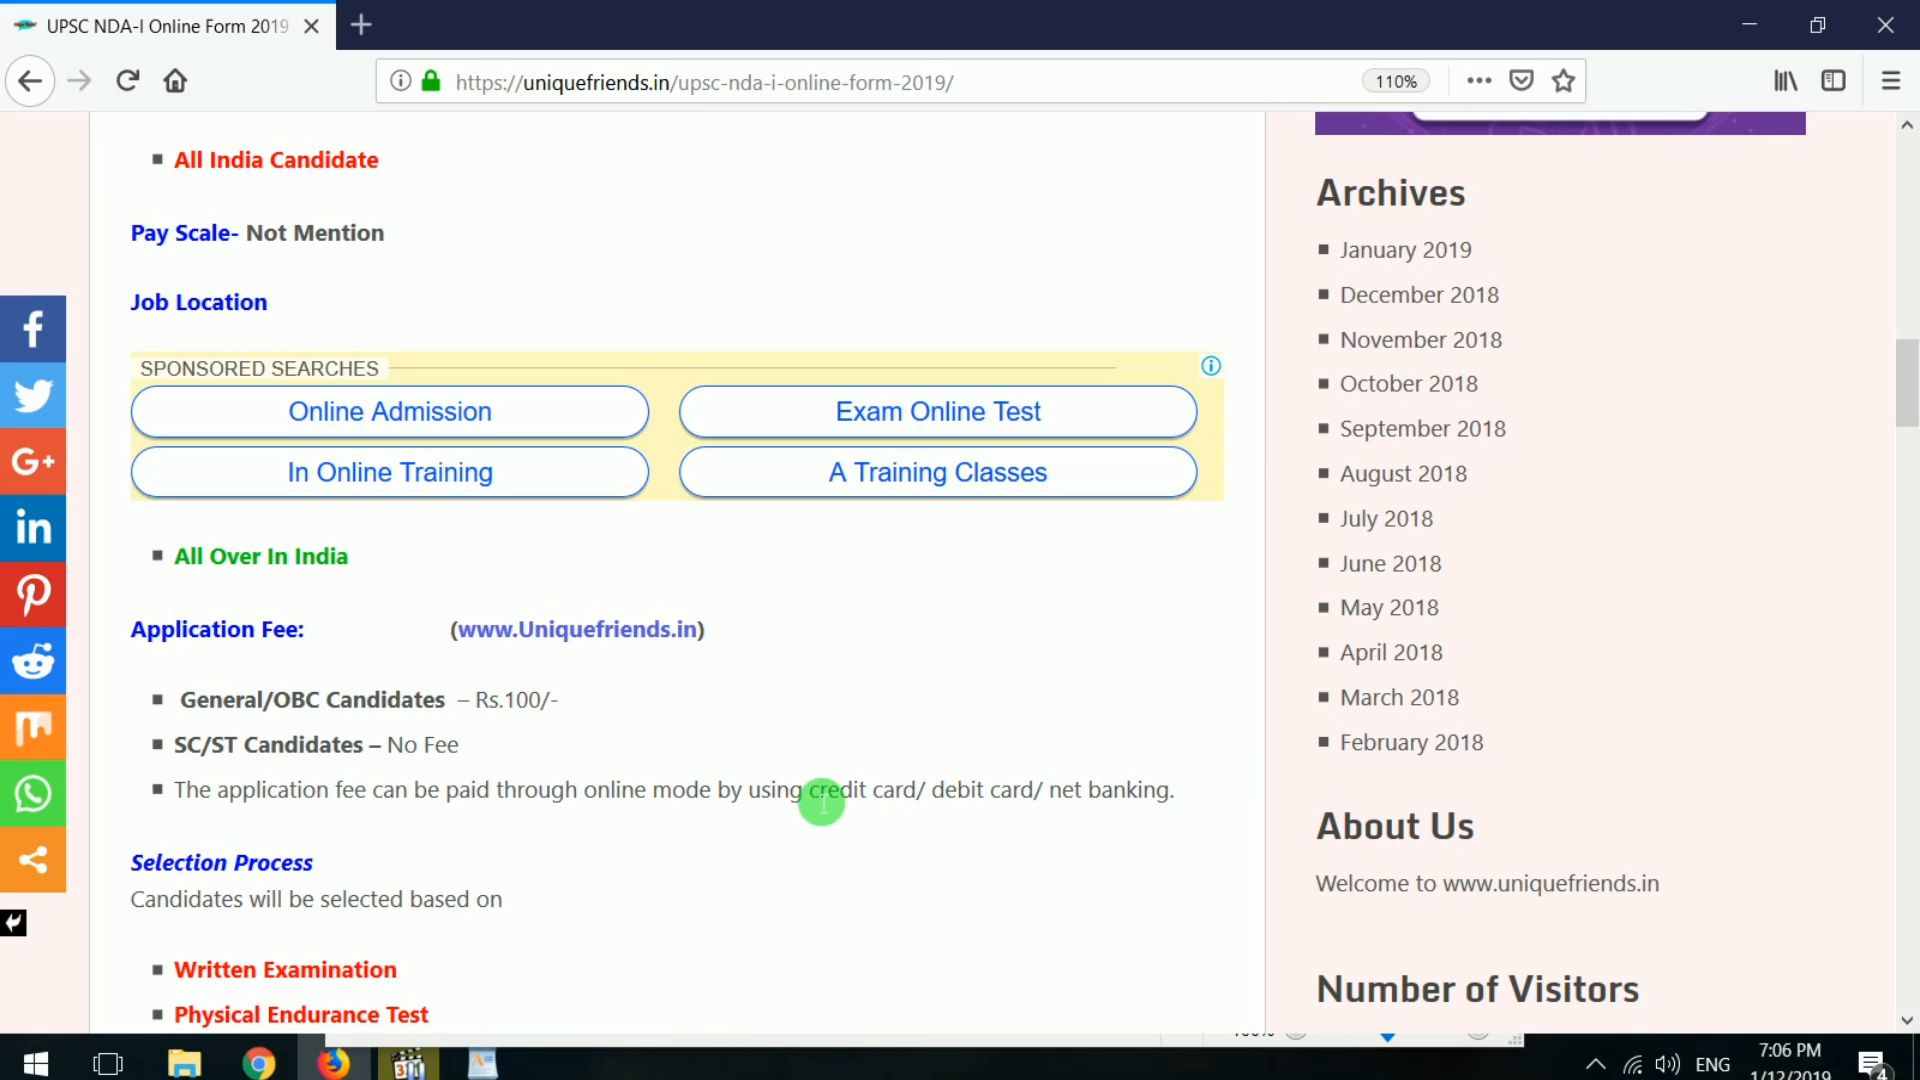 UPSC NDA-I Online Form 2019
https://uniquefriends.in/upsc-nda-i-online-form-2019/
110%
All India Candidate
Pay Scale- Not Mention
Job Location
SPONSORED SEARCHES
Online Admission
Exam Online Test
In Online Training
A Training Classes
All Over In India
Application Fee: (www.Uniquefriends.in)
General/OBC Candidates – Rs.100/-
SC/ST Candidates – No Fee
The application fee can be paid through online mode by using credit card/ debit card/ net banking.
Selection Process
Candidates will be selected based on
Written Examination
Physical Endurance Test
Archives
January 2019
December 2018
November 2018
October 2018
September 2018
August 2018
July 2018
June 2018
May 2018
April 2018
March 2018
February 2018
About Us
Welcome to www.uniquefriends.in
Number of Visitors
G+
in
ENG
7:06 PM
1/12/2019
4